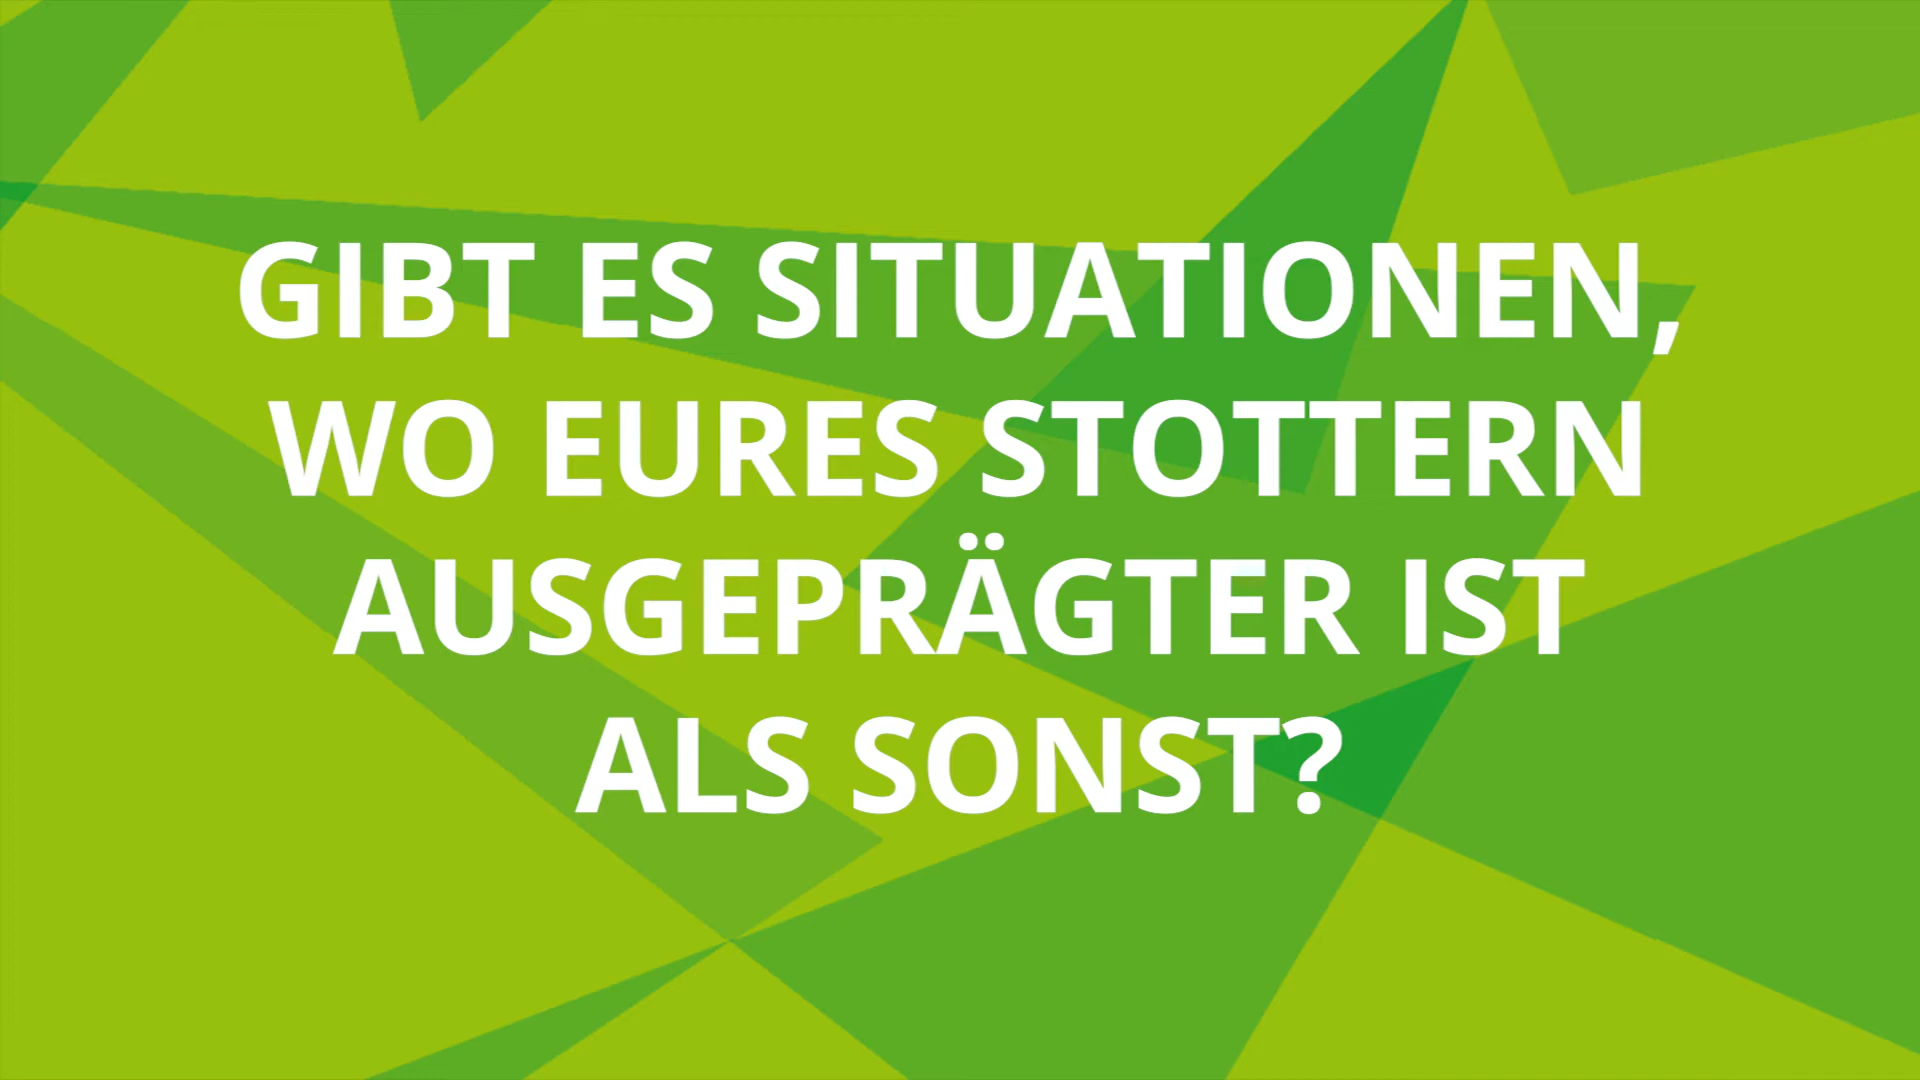 GIBT ES SITUATIONEN,
WO EURES STOTTERN
AUSGEPRÄGTER IST
ALS SONST?